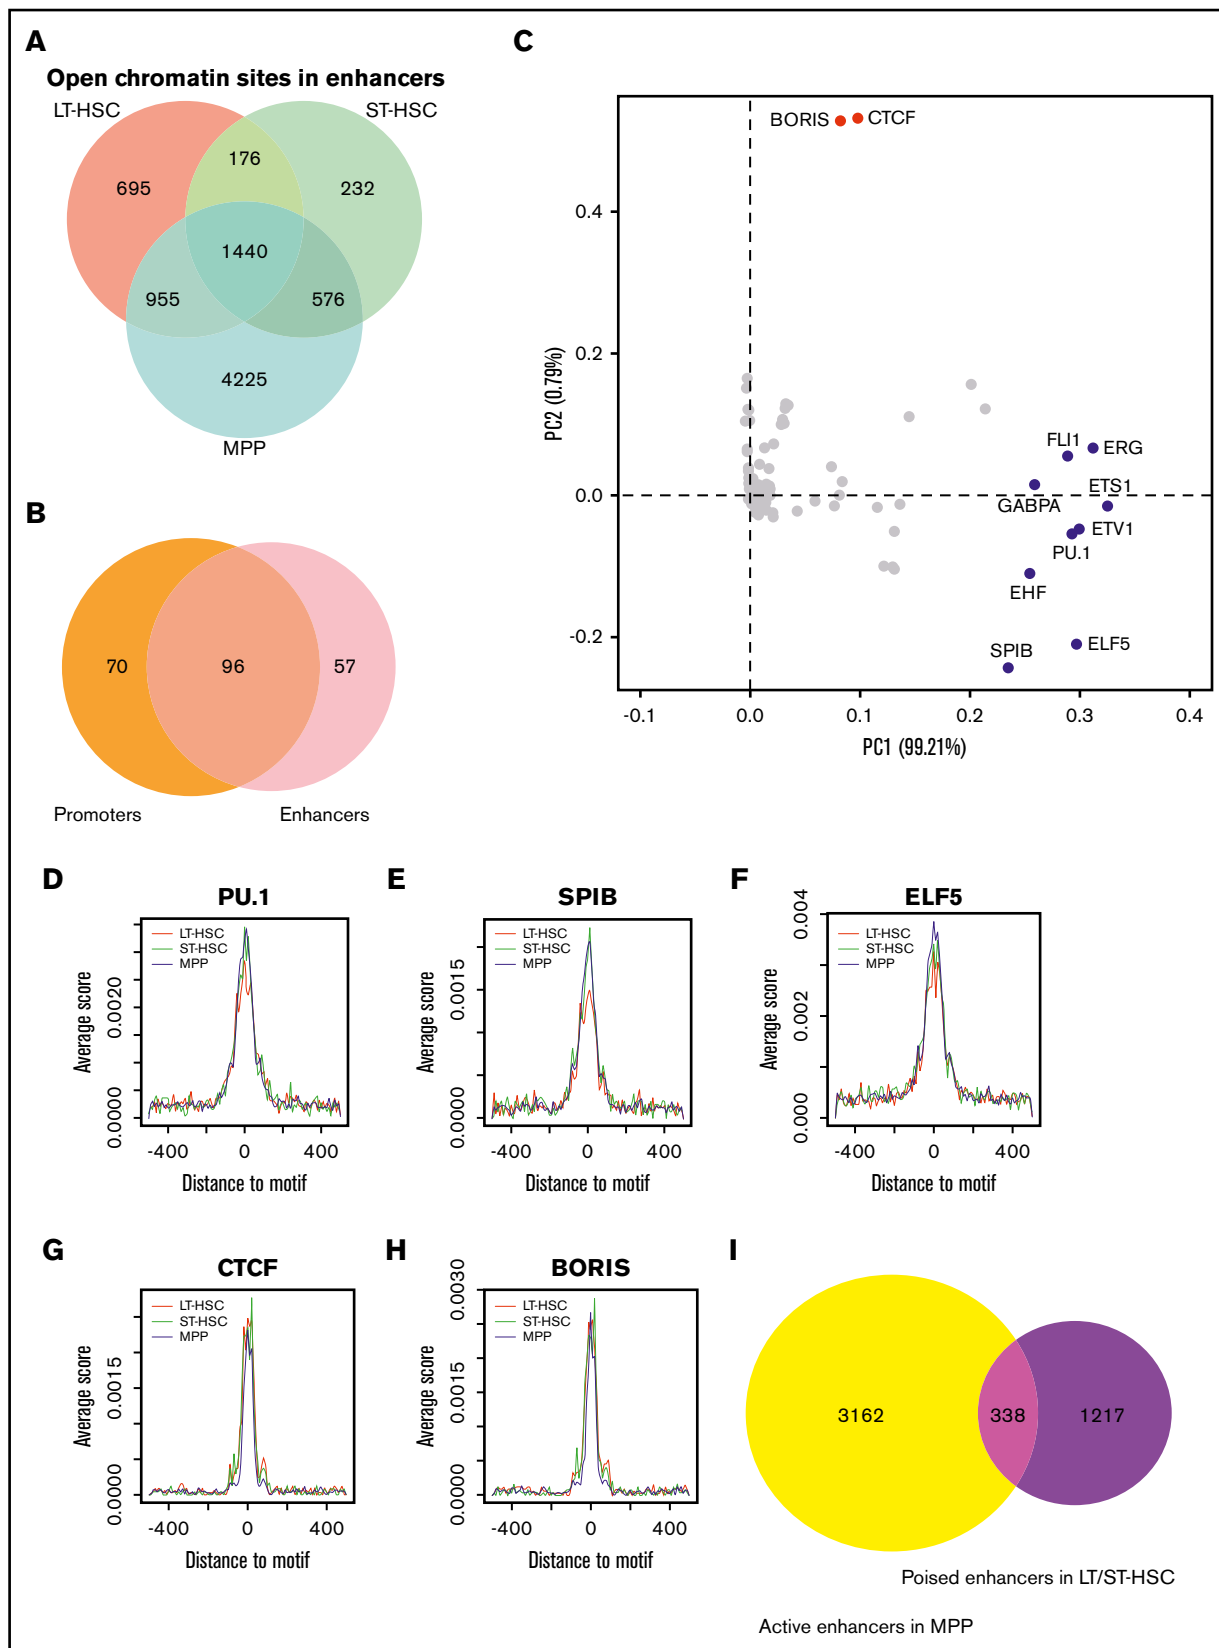 A
Open chromatin sites in enhancers
LT-HSC
ST-HSC
176
695
232
1440
955
576
4225
MPP
B
70
96
57
Promoters
Enhancers
C
BORIS
CTCF
0.4
0.2
0.0
-0.2
PC2 (0.79%)
FLI1
ERG
ETS1
GABPA
ETV1
PU.1
EHF
ELF5
SPIB
-0.1
0.0
0.1
0.2
0.3
0.4
PC1 (99.21%)
D
PU.1
LT-HSC
ST-HSC
MPP
Average score
0.0020
0.0000
-400
0
400
Distance to motif
E
SPIB
LT-HSC
ST-HSC
MPP
Average score
0.0015
0.0000
-400
0
400
Distance to motif
F
ELF5
LT-HSC
ST-HSC
MPP
Average score
0.004
0.002
0.000
-400
0
400
Distance to motif
G
CTCF
LT-HSC
ST-HSC
MPP
Average score
0.0015
0.0000
-400
0
400
Distance to motif
H
BORIS
LT-HSC
ST-HSC
MPP
Average score
0.0030
0.0015
0.0000
-400
0
400
Distance to motif
I
3162
338
1217
Poised enhancers in LT/ST-HSC
Active enhancers in MPP